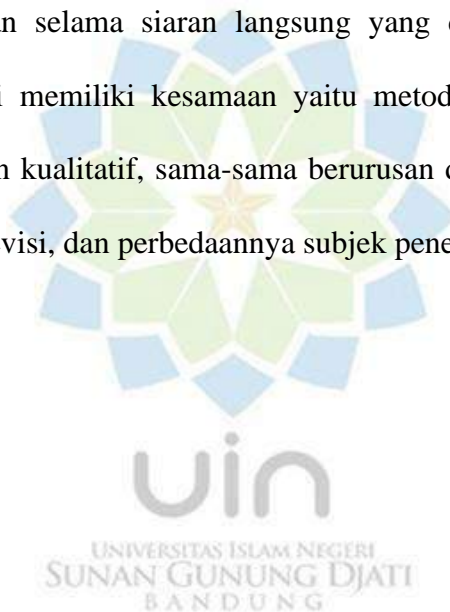 an selama siaran langsung yang
i memiliki kesamaan yaitu metod
n kualitatif, sama-sama berurusan
visi, dan perbedaannya subjek pene
uin
UNIVERSITAS ISLAM NEGERI
SUNAN GUNUNG DJATI
BANDUNG